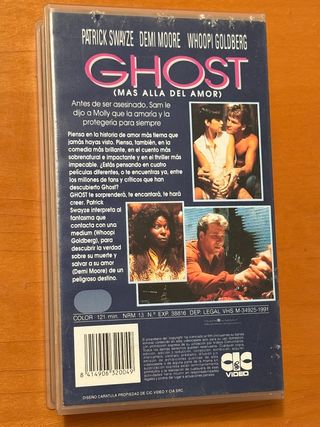 PATRICK SWAYZE DEMI MOORE WHOOPI GOLDBERG
GHOST
(MAS ALLA DEL AMOR)
Antes de ser asesinado, Sam le
dijo a Molly que la amaría y la
protegería para siempre
Piensa en la historia de amor más tierna que
jamás hayas visto. Piensa, también, en la
comedia más brillante, en el cuento más
sobrenatural e impactante y en el thriller más
impecable. ¿Estás pensando en cuatro
películas diferentes, o te encuentras ya, entre
los millones de fans y críticos que han
descubierto Ghost?
GHOST te sorprenderá, te encantará, te hará
creer. Patrick
Swayze interpreta al
fantasma que
contacta con una
medium (Whoopi
Goldberg), para
descubrir la verdad
sobre su muerte y
salvar a su amor
(Demi Moore) de un
peligroso destino.
COLOR: 121 min. NRM 13 N.º EXP. 38816 DEP. LEGAL VHS M-34925-1991
8 414906 320049
CIC
VIDEO
DISEÑO CARATULA PROPIEDAD DE CIC VIDEO Y CIA SRC.